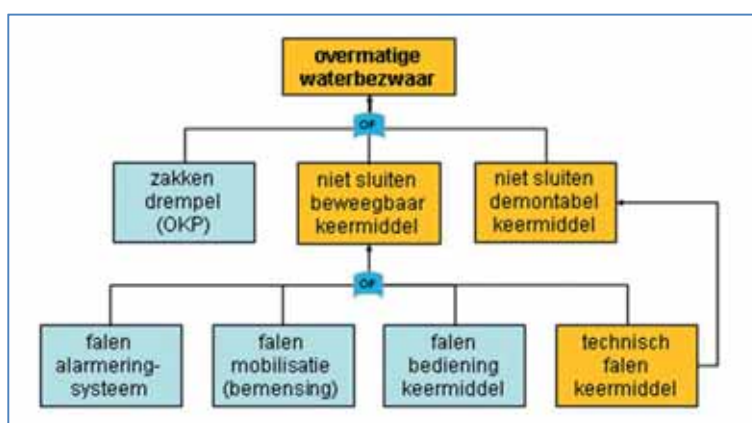 overmatige
waterbezwaar
OF
zakken
drempel
(OKP)
niet sluiten
beweegbaar
keermiddel
niet sluiten
demontabel
keermiddel
OF
falen
alarmering-
systeem
falen
mobilisatie
(bemensing)
falen
bediening
keermiddel
technisch
falen
keermiddel